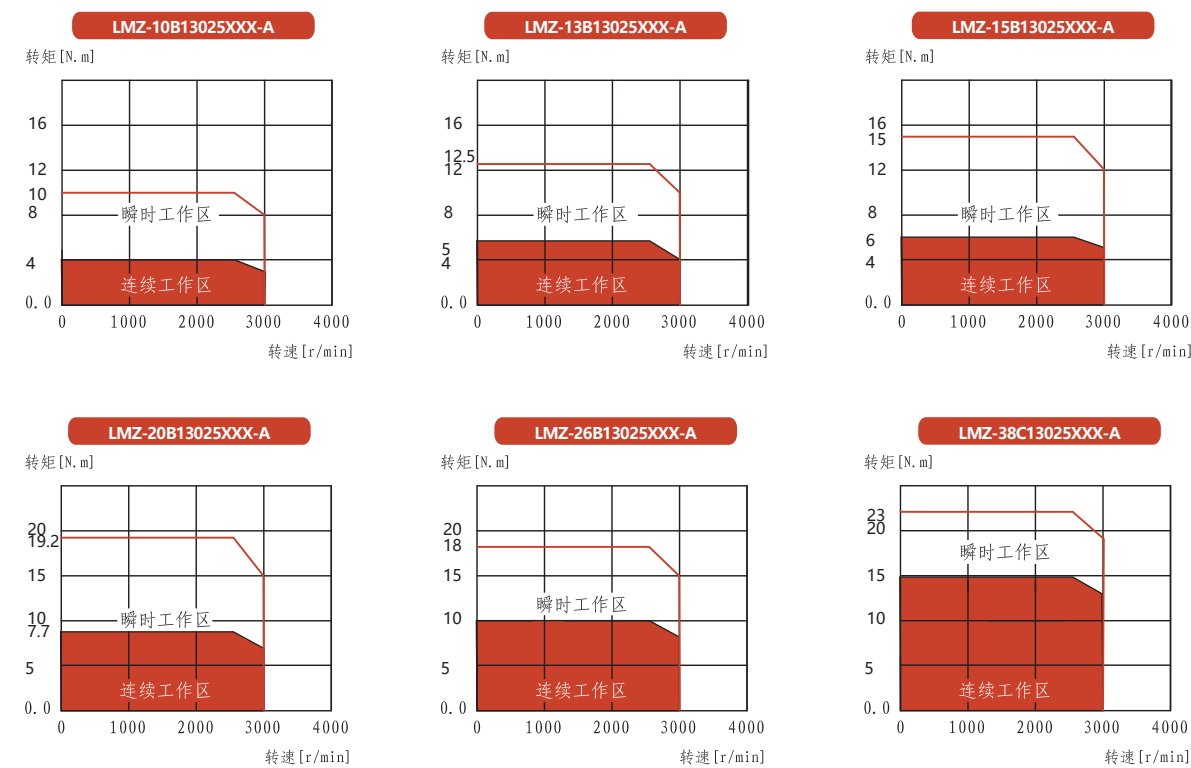 LMZ-10B13025XXX-A
转矩[N.m]
16
12
10
8
4
0.0
瞬时工作区
连续工作区
0 1000 2000 3000 4000
转速[r/min]
LMZ-13B13025XXX-A
转矩[N.m]
16
12.5
12
8
5
4
0.0
瞬时工作区
连续工作区
0 1000 2000 3000 4000
转速[r/min]
LMZ-15B13025XXX-A
转矩[N.m]
16
15
12
8
6
4
0.0
瞬时工作区
连续工作区
0 1000 2000 3000 4000
转速[r/min]
LMZ-20B13025XXX-A
转矩[N.m]
20
19.2
15
10
7.7
5
0.0
瞬时工作区
连续工作区
0 1000 2000 3000 4000
转速[r/min]
LMZ-26B13025XXX-A
转矩[N.m]
20
18
15
10
5
0.0
瞬时工作区
连续工作区
0 1000 2000 3000 4000
转速[r/min]
LMZ-38C13025XXX-A
转矩[N.m]
23
20
15
10
5
0.0
瞬时工作区
连续工作区
0 1000 2000 3000 4000
转速[r/min]